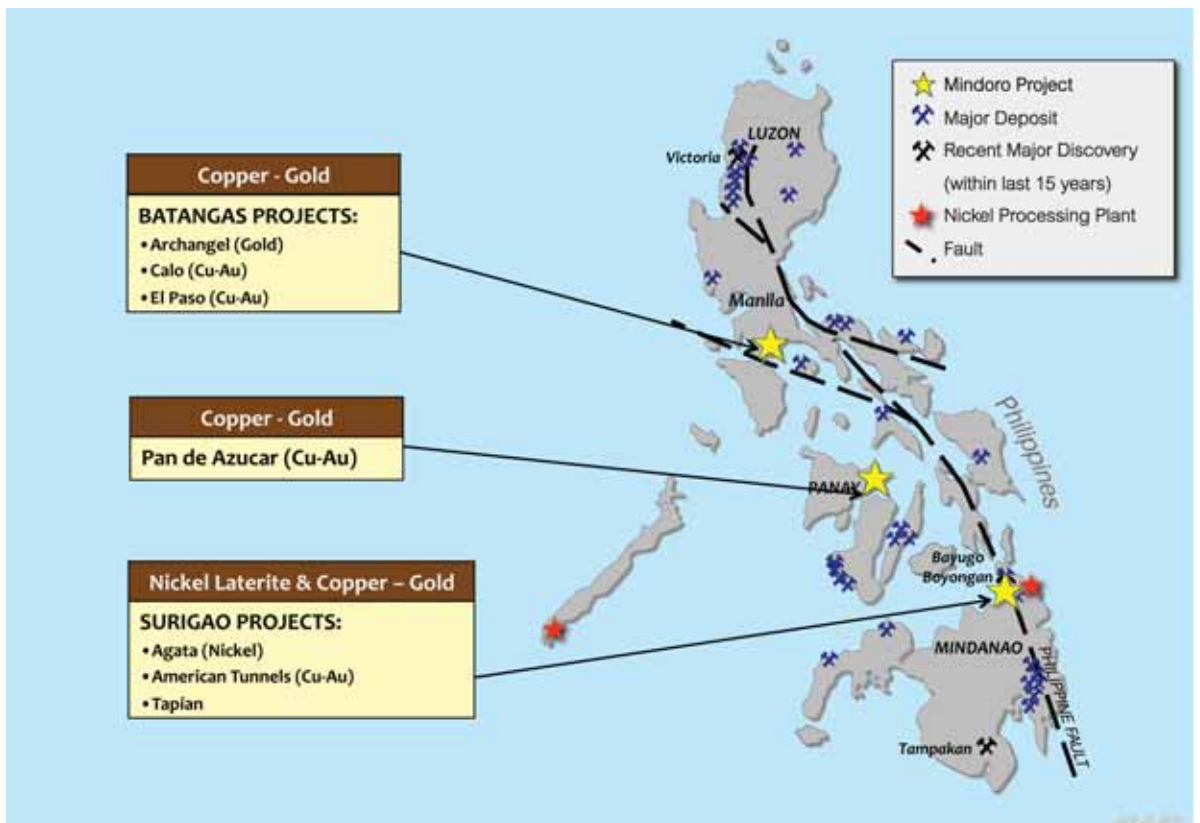 Copper - Gold
BATANGAS PROJECTS:
•Archangel (Gold)
•Calo (Cu-Au)
•El Paso (Cu-Au)
Copper - Gold
Pan de Azucar (Cu-Au)
Nickel Laterite & Copper – Gold
SURIGAO PROJECTS:
•Agata (Nickel)
•American Tunnels (Cu-Au)
•Tapian
Mindoro Project
Major Deposit
Recent Major Discovery
(within last 15 years)
Nickel Processing Plant
Fault
LUZON
Victoria
Manila
Philippines
PANAY
Bayugo
Boyongan
MINDANAO
PHILIPPINE FAULT
Tampakan